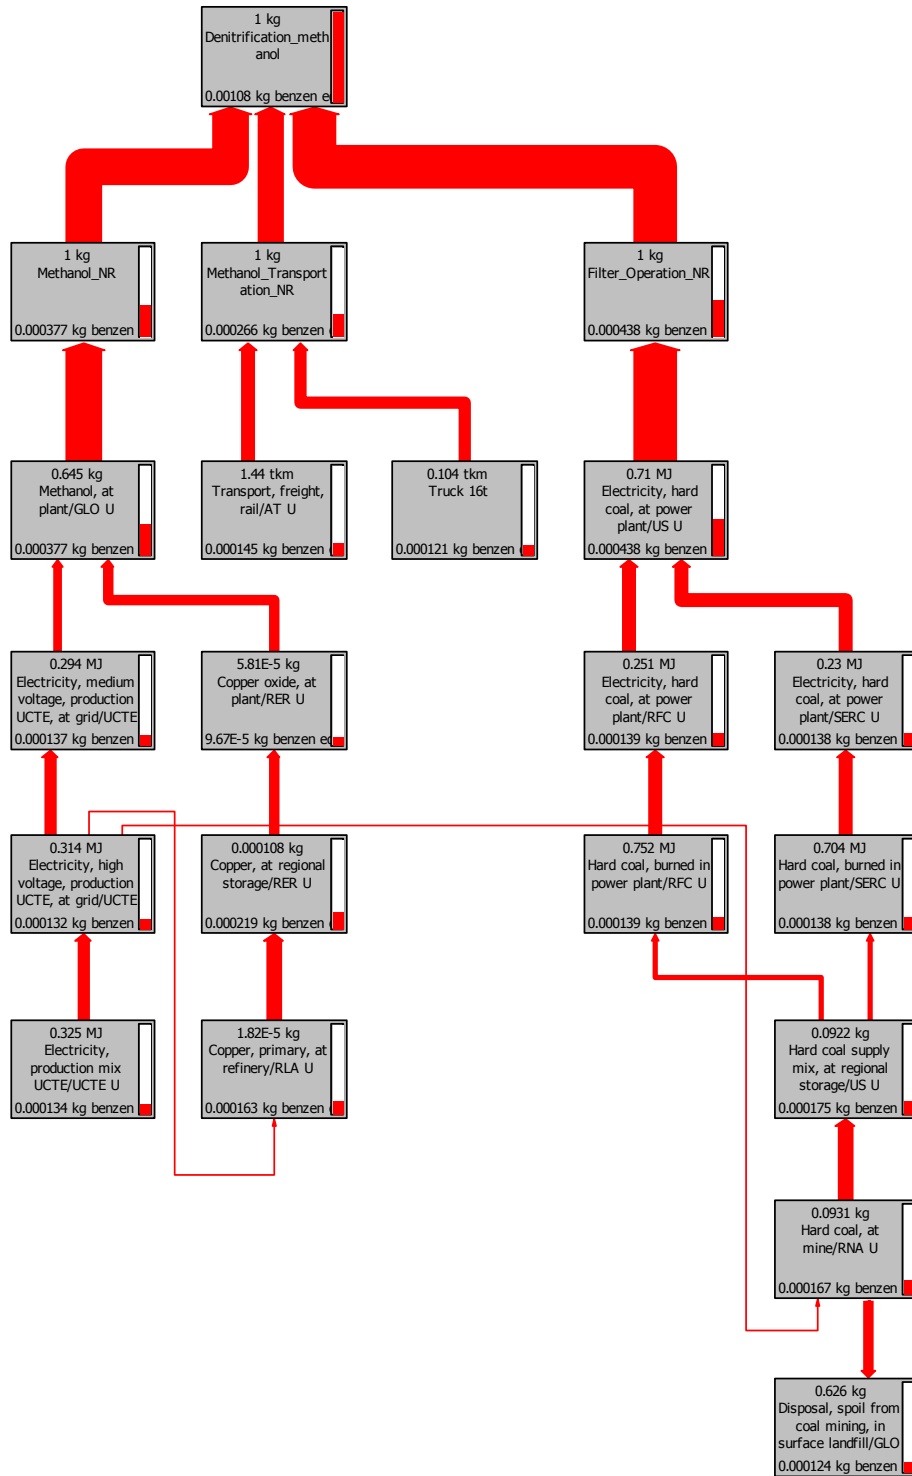 1 kg
Denitrification_meth
anol
0.00108 kg benzen e
1 kg
Methanol_NR
0.000377 kg benzen
1 kg
Methanol_Transport
ation_NR
0.000266 kg benzen
1 kg
Filter_Operation_NR
0.000438 kg benzen
0.645 kg
Methanol, at
plant/GLO U
0.000377 kg benzen
1.44 tkm
Transport, freight,
rail/AT U
0.000145 kg benzen
0.104 tkm
Truck 16t
0.000121 kg benzen
0.71 MJ
Electricity, hard
coal, at power
plant/US U
0.000438 kg benzen
0.294 MJ
Electricity, medium
voltage, production
UCTE, at grid/UCTE
0.000137 kg benzen
5.81E-5 kg
Copper oxide, at
plant/RER U
9.67E-5 kg benzen e
0.251 MJ
Electricity, hard
coal, at power
plant/RFC U
0.000139 kg benzen
0.23 MJ
Electricity, hard
coal, at power
plant/SERC U
0.000138 kg benzen
0.314 MJ
Electricity, high
voltage, production
UCTE, at grid/UCTE
0.000132 kg benzen
0.000108 kg
Copper, at regional
storage/RER U
0.000219 kg benzen
0.752 MJ
Hard coal, burned in
power plant/RFC U
0.000139 kg benzen
0.704 MJ
Hard coal, burned in
power plant/SERC U
0.000138 kg benzen
0.325 MJ
Electricity,
production mix
UCTE/UCTE U
0.000134 kg benzen
1.82E-5 kg
Copper, primary, at
refinery/RLA U
0.000163 kg benzen
0.0922 kg
Hard coal supply
mix, at regional
storage/US U
0.000175 kg benzen
0.0931 kg
Hard coal, at
mine/RNA U
0.000167 kg benzen
0.626 kg
Disposal, spoil from
coal mining, in
surface landfill/GLO
0.000124 kg benzen